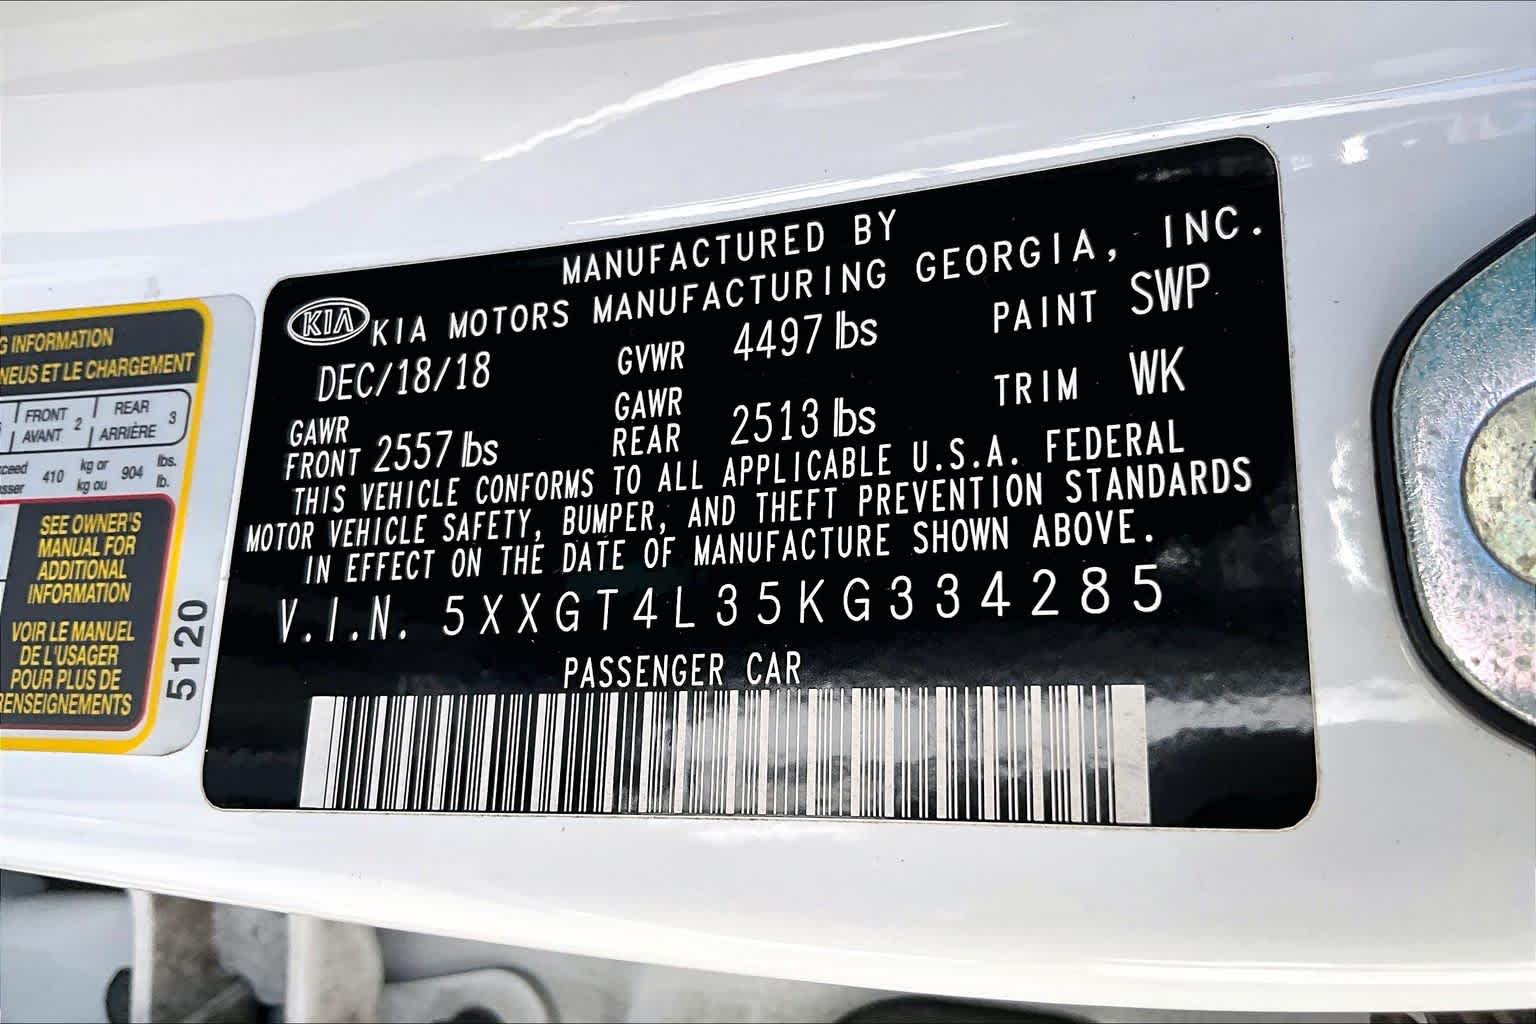 MANUFACTURED BY
KIA KIA MOTORS MANUFACTURING GEORGIA, INC.
DEC/18/18 GVWR 4497 lbs PAINT SWP
GAWR FRONT 2557 lbs GAWR REAR 2513 lbs TRIM WK
THIS VEHICLE CONFORMS TO ALL APPLICABLE U.S.A. FEDERAL
MOTOR VEHICLE SAFETY, BUMPER, AND THEFT PREVENTION STANDARDS
IN EFFECT ON THE DATE OF MANUFACTURE SHOWN ABOVE.
V.I.N. 5XXGT4L35KG334285
PASSENGER CAR
G INFORMATION
NEUS ET LE CHARGEMENT
FRONT 2 REAR 3
AVANT ARRIÈRE
410 kg or 904 lbs.
kg ou lb.
SEE OWNER'S
MANUAL FOR
ADDITIONAL
INFORMATION
VOIR LE MANUEL
DE L'USAGER
POUR PLUS DE
RENSEIGNEMENTS
5120